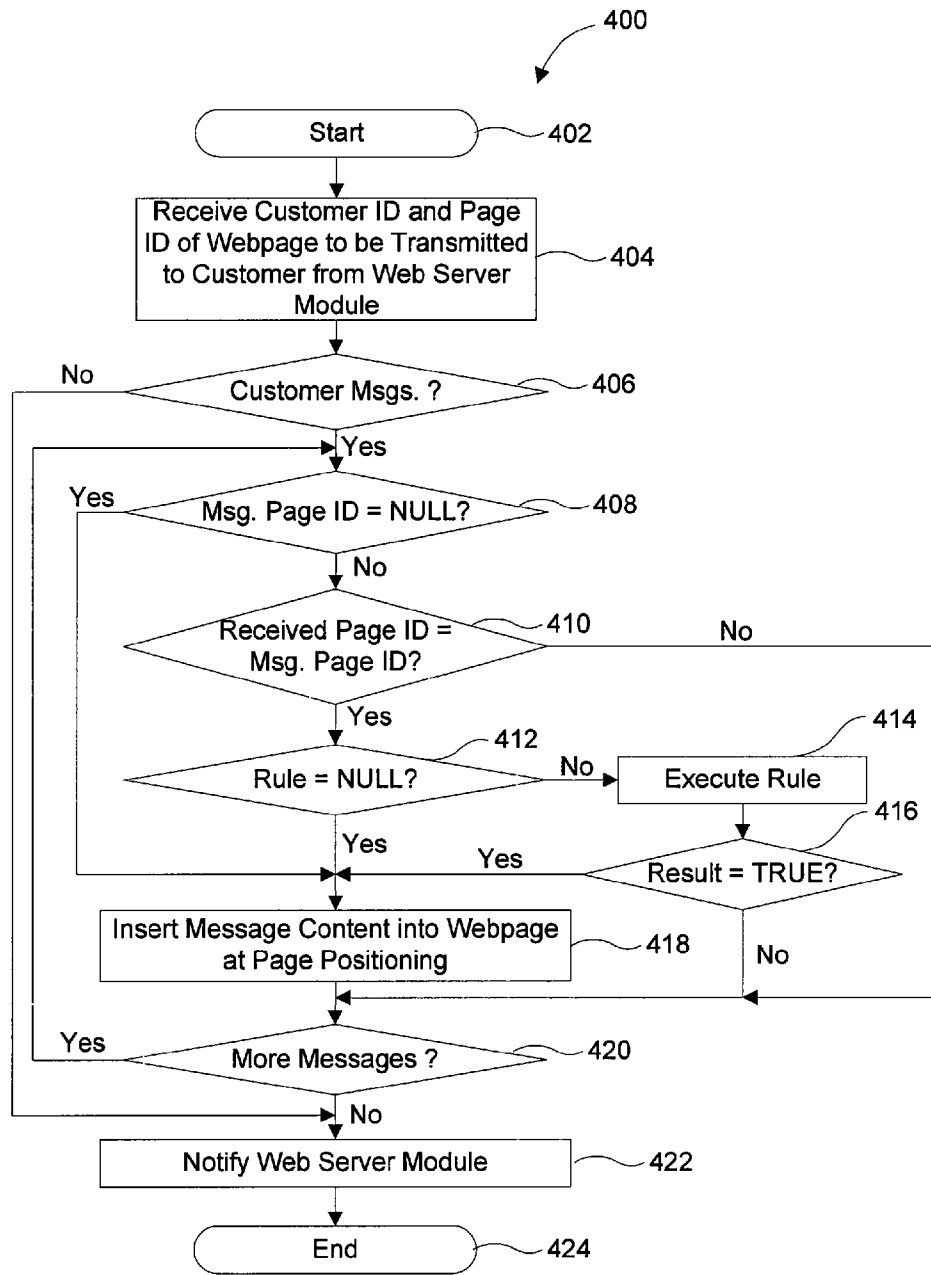 400
Start
402
Receive Customer ID and Page
ID of Webpage to be Transmitted
to Customer from Web Server
Module
404
No
Customer Msgs. ?
406
Yes
Yes
Msg. Page ID = NULL?
408
No
Received Page ID =
Msg. Page ID?
410
No
Yes
412
414
Rule = NULL?
No
Execute Rule
416
Yes
Yes
Result = TRUE?
Insert Message Content into Webpage
at Page Positioning
418
No
Yes
More Messages ?
420
No
Notify Web Server Module
422
End
424